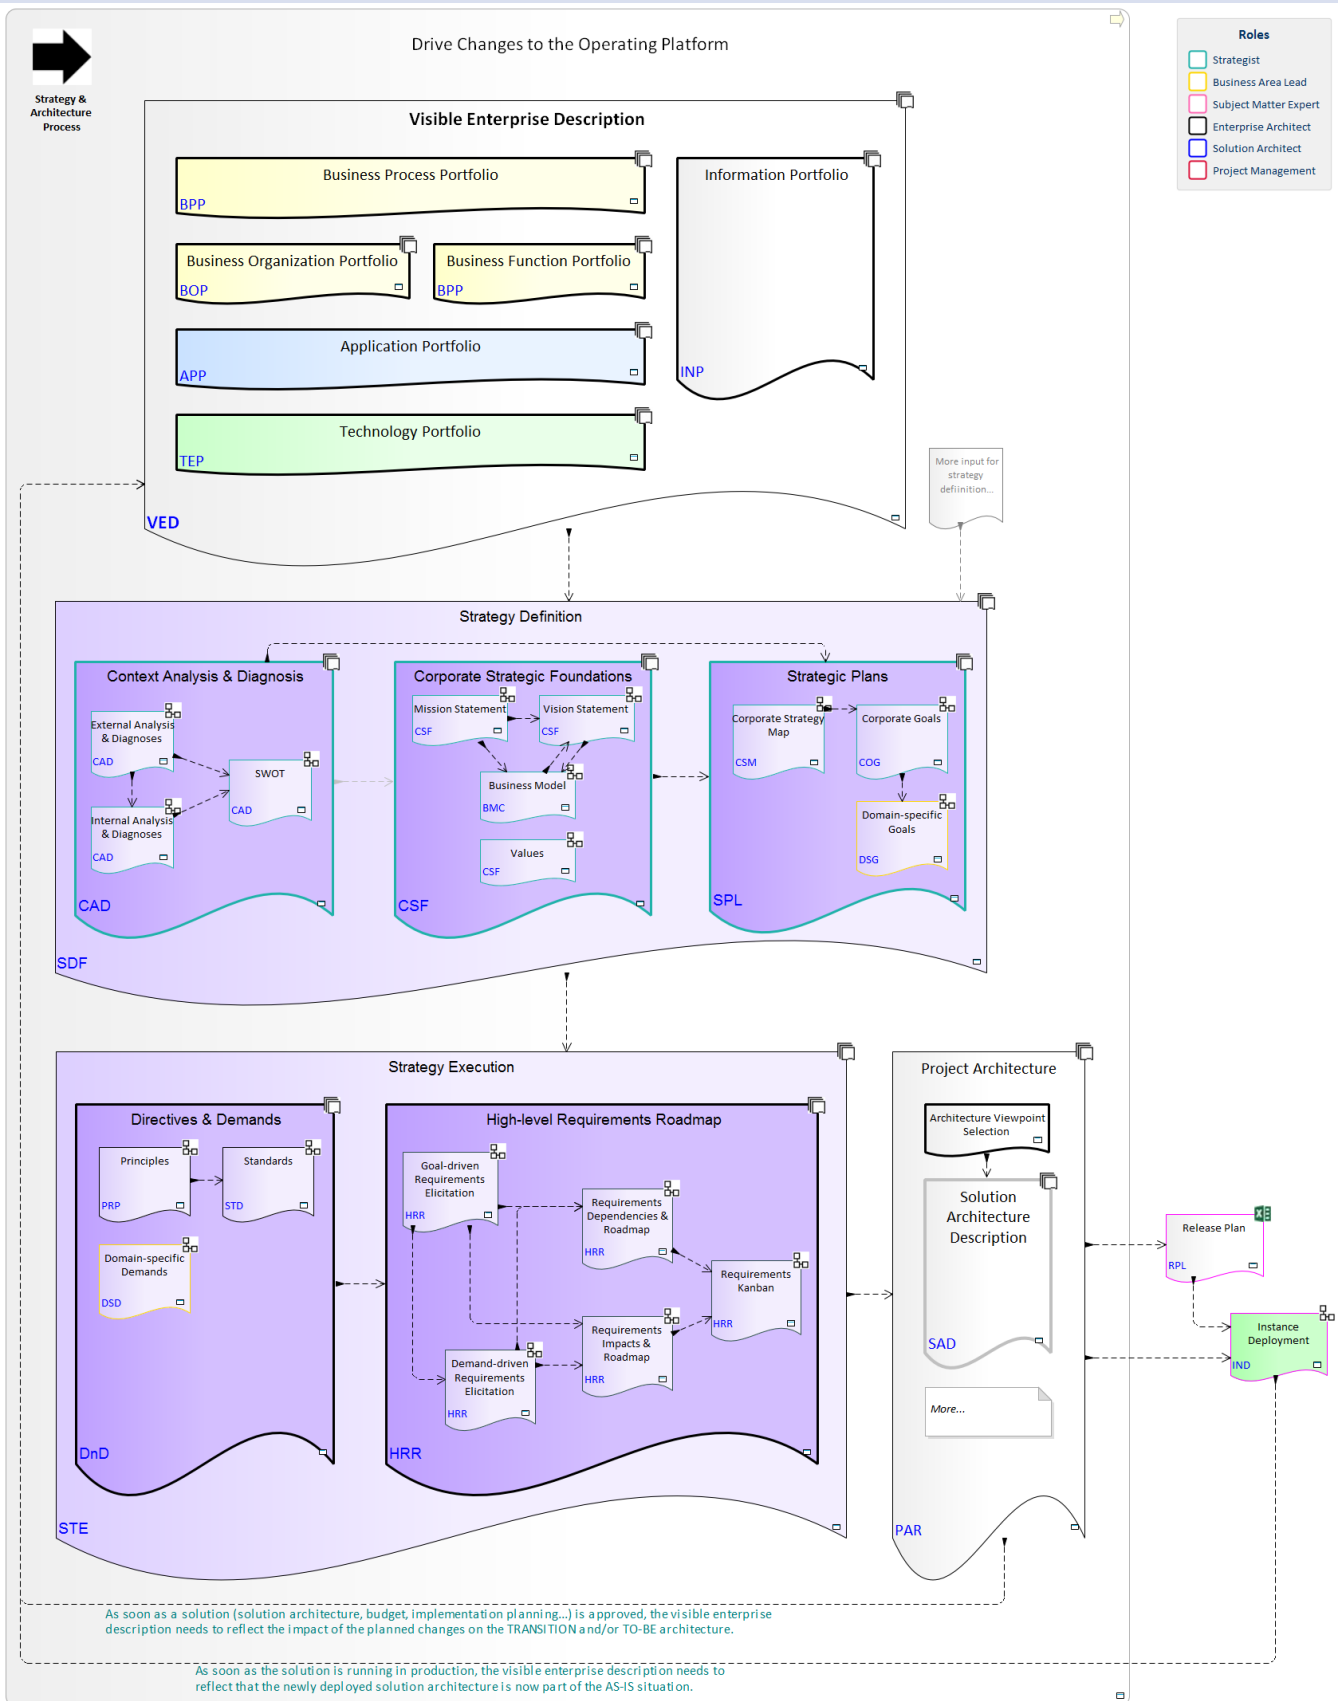 Drive Changes to the Operating Platform
Strategy &
Architecture
Process
Roles
Strategist
Business Area Lead
Subject Matter Expert
Enterprise Architect
Solution Architect
Project Management
Visible Enterprise Description
Business Process Portfolio
BPP
Information Portfolio
INP
Business Organization Portfolio
BOP
Business Function Portfolio
BPP
Application Portfolio
APP
Technology Portfolio
TEP
VED
More input for
strategy
defiinition...
Strategy Definition
Context Analysis & Diagnosis
External Analysis
& Diagnoses
CAD
SWOT
CAD
Internal Analysis
& Diagnoses
CAD
CAD
Corporate Strategic Foundations
Mission Statement
CSF
Vision Statement
CSF
Business Model
BMC
Values
CSF
CSF
Strategic Plans
Corporate Strategy
Map
CSM
Corporate Goals
COG
Domain-specific
Goals
DSG
SPL
SDF
Strategy Execution
Directives & Demands
Principles
PRP
Standards
STD
Domain-specific
Demands
DSD
DnD
High-level Requirements Roadmap
Goal-driven
Requirements
Elicitation
HRR
Requirements
Dependencies &
Roadmap
HRR
Requirements
Kanban
HRR
Requirements
Impacts &
Roadmap
HRR
Demand-driven
Requirements
Elicitation
HRR
HRR
STE
Project Architecture
Architecture Viewpoint
Selection
Solution
Architecture
Description
SAD
More...
PAR
Release Plan
RPL
Instance
Deployment
IND
As soon as a solution (solution architecture, budget, implementation planning...) is approved, the visible enterprise
description needs to reflect the impact of the planned changes on the TRANSITION and/or TO-BE architecture.
As soon as the solution is running in production, the visible enterprise description needs to
reflect that the newly deployed solution architecture is now part of the AS-IS situation.